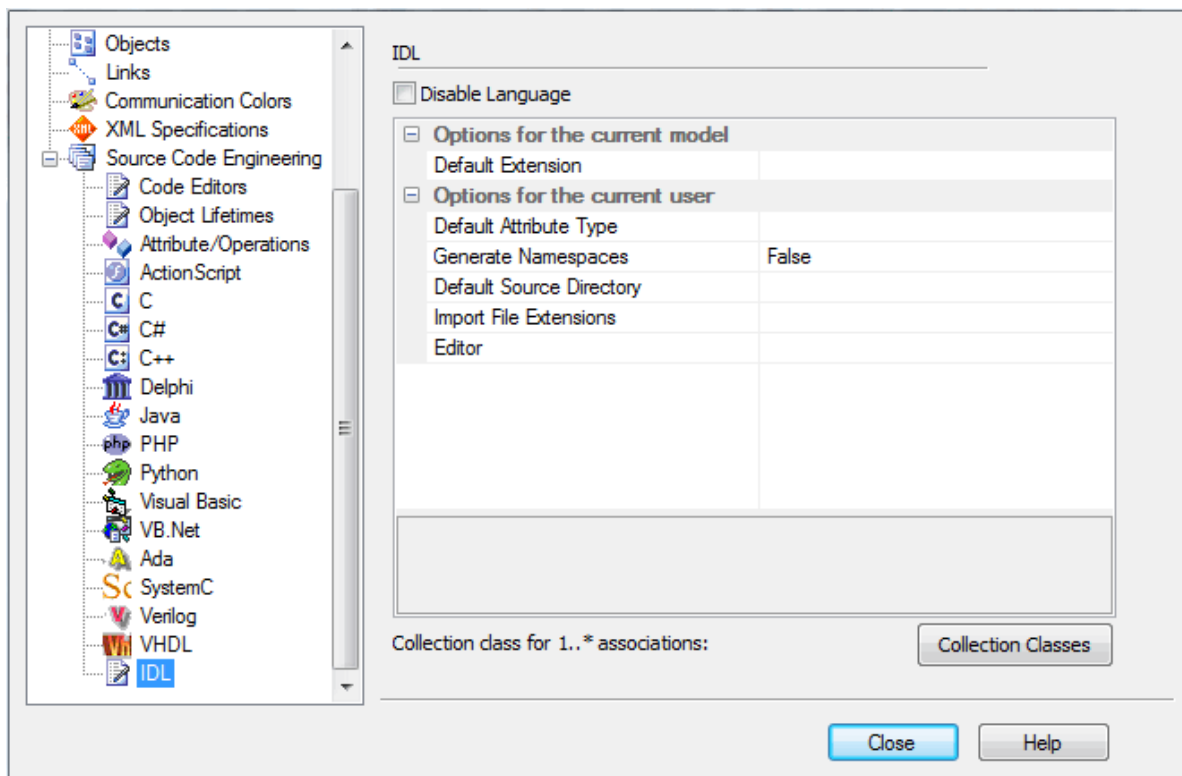 Objects
Links
Communication Colors
XML Specifications
Source Code Engineering
Code Editors
Object Lifetimes
Attribute/Operations
ActionScript
C
C#
C++
Delphi
Java
PHP
Python
Visual Basic
VB.Net
Ada
SystemC
Verilog
VHDL
IDL
IDL
Disable Language
Options for the current model
Default Extension
Options for the current user
Default Attribute Type
Generate Namespaces False
Default Source Directory
Import File Extensions
Editor
Collection class for 1..* associations:
Collection Classes
Close
Help